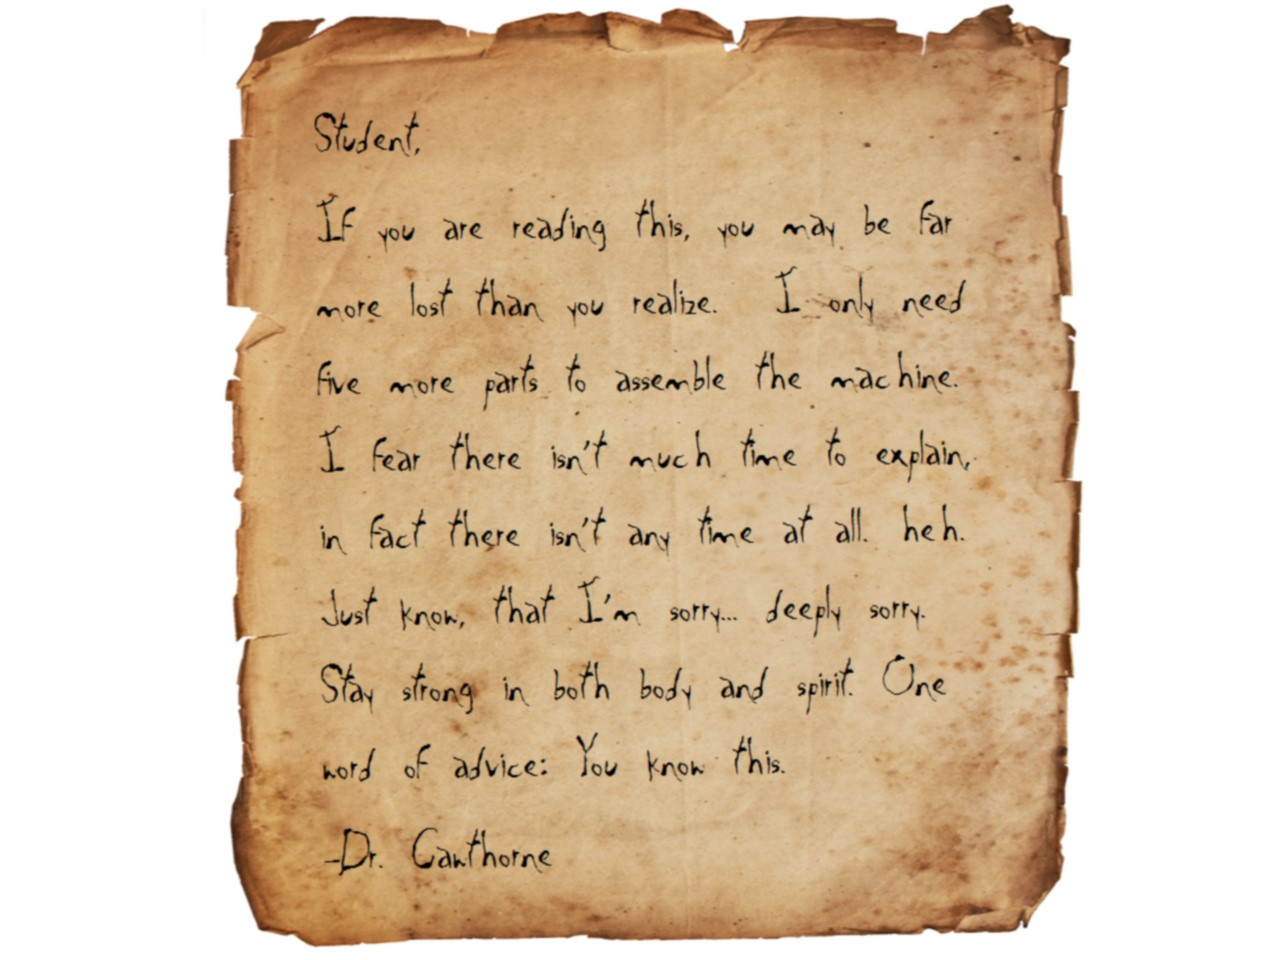 Student,
If you are reading this, you may be far
more lost than you realize. I only need
five more parts to assemble the machine.
I fear there isn't much time to explain,
in fact there isn't any time at all. heh.
Just know, that I'm sorry... deeply sorry.
Stay strong in both body and spirit. One
word of advice: You know this.
-Dr. Cawthorne